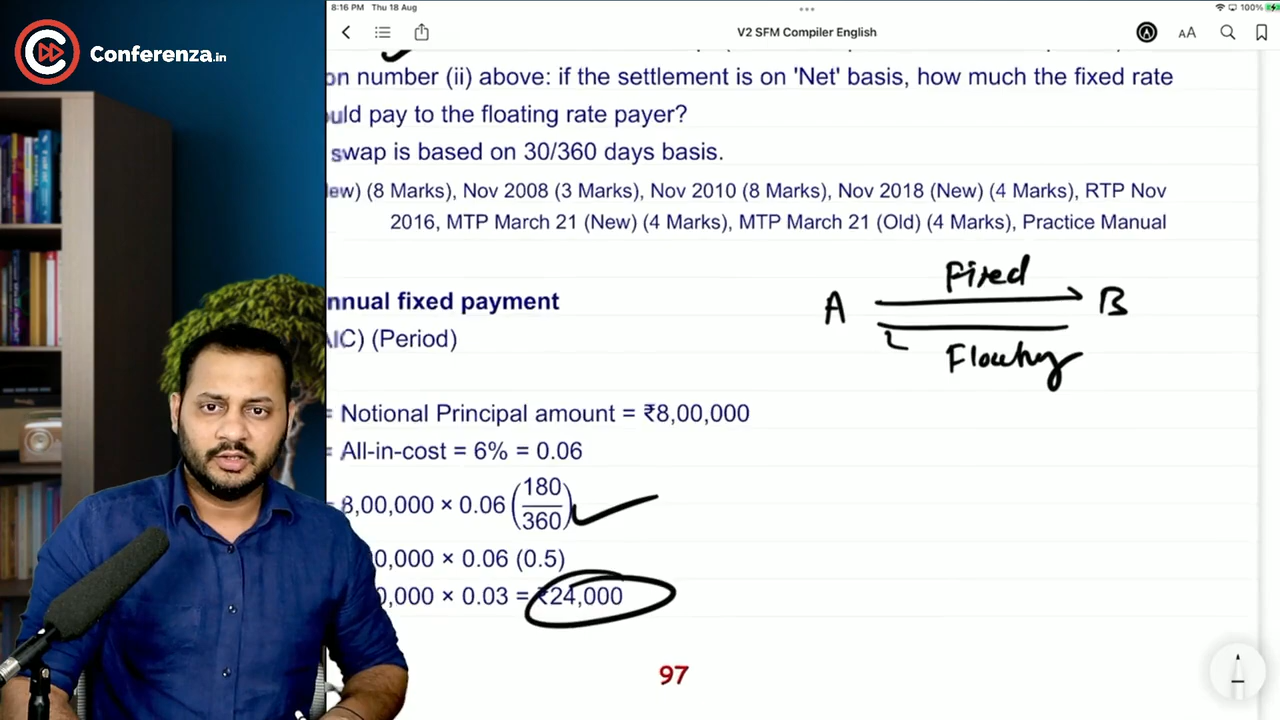 8:16 PM Thu 18 Aug
100%
Conferenza.in
V2 SFM Compiler English
AA
on number (ii) above: if the settlement is on 'Net' basis, how much the fixed rate
uld pay to the floating rate payer?
swap is based on 30/360 days basis.
ew) (8 Marks), Nov 2008 (3 Marks), Nov 2010 (8 Marks), Nov 2018 (New) (4 Marks), RTP Nov
2016, MTP March 21 (New) (4 Marks), MTP March 21 (Old) (4 Marks), Practice Manual
Fixed
A B
Floating
nnual fixed payment
AIC) (Period)
= Notional Principal amount = ₹8,00,000
= All-in-cost = 6% = 0.06
= 8,00,000 × 0.06 (180/360)
0,000 × 0.06 (0.5)
0,000 × 0.03 = ₹24,000
97